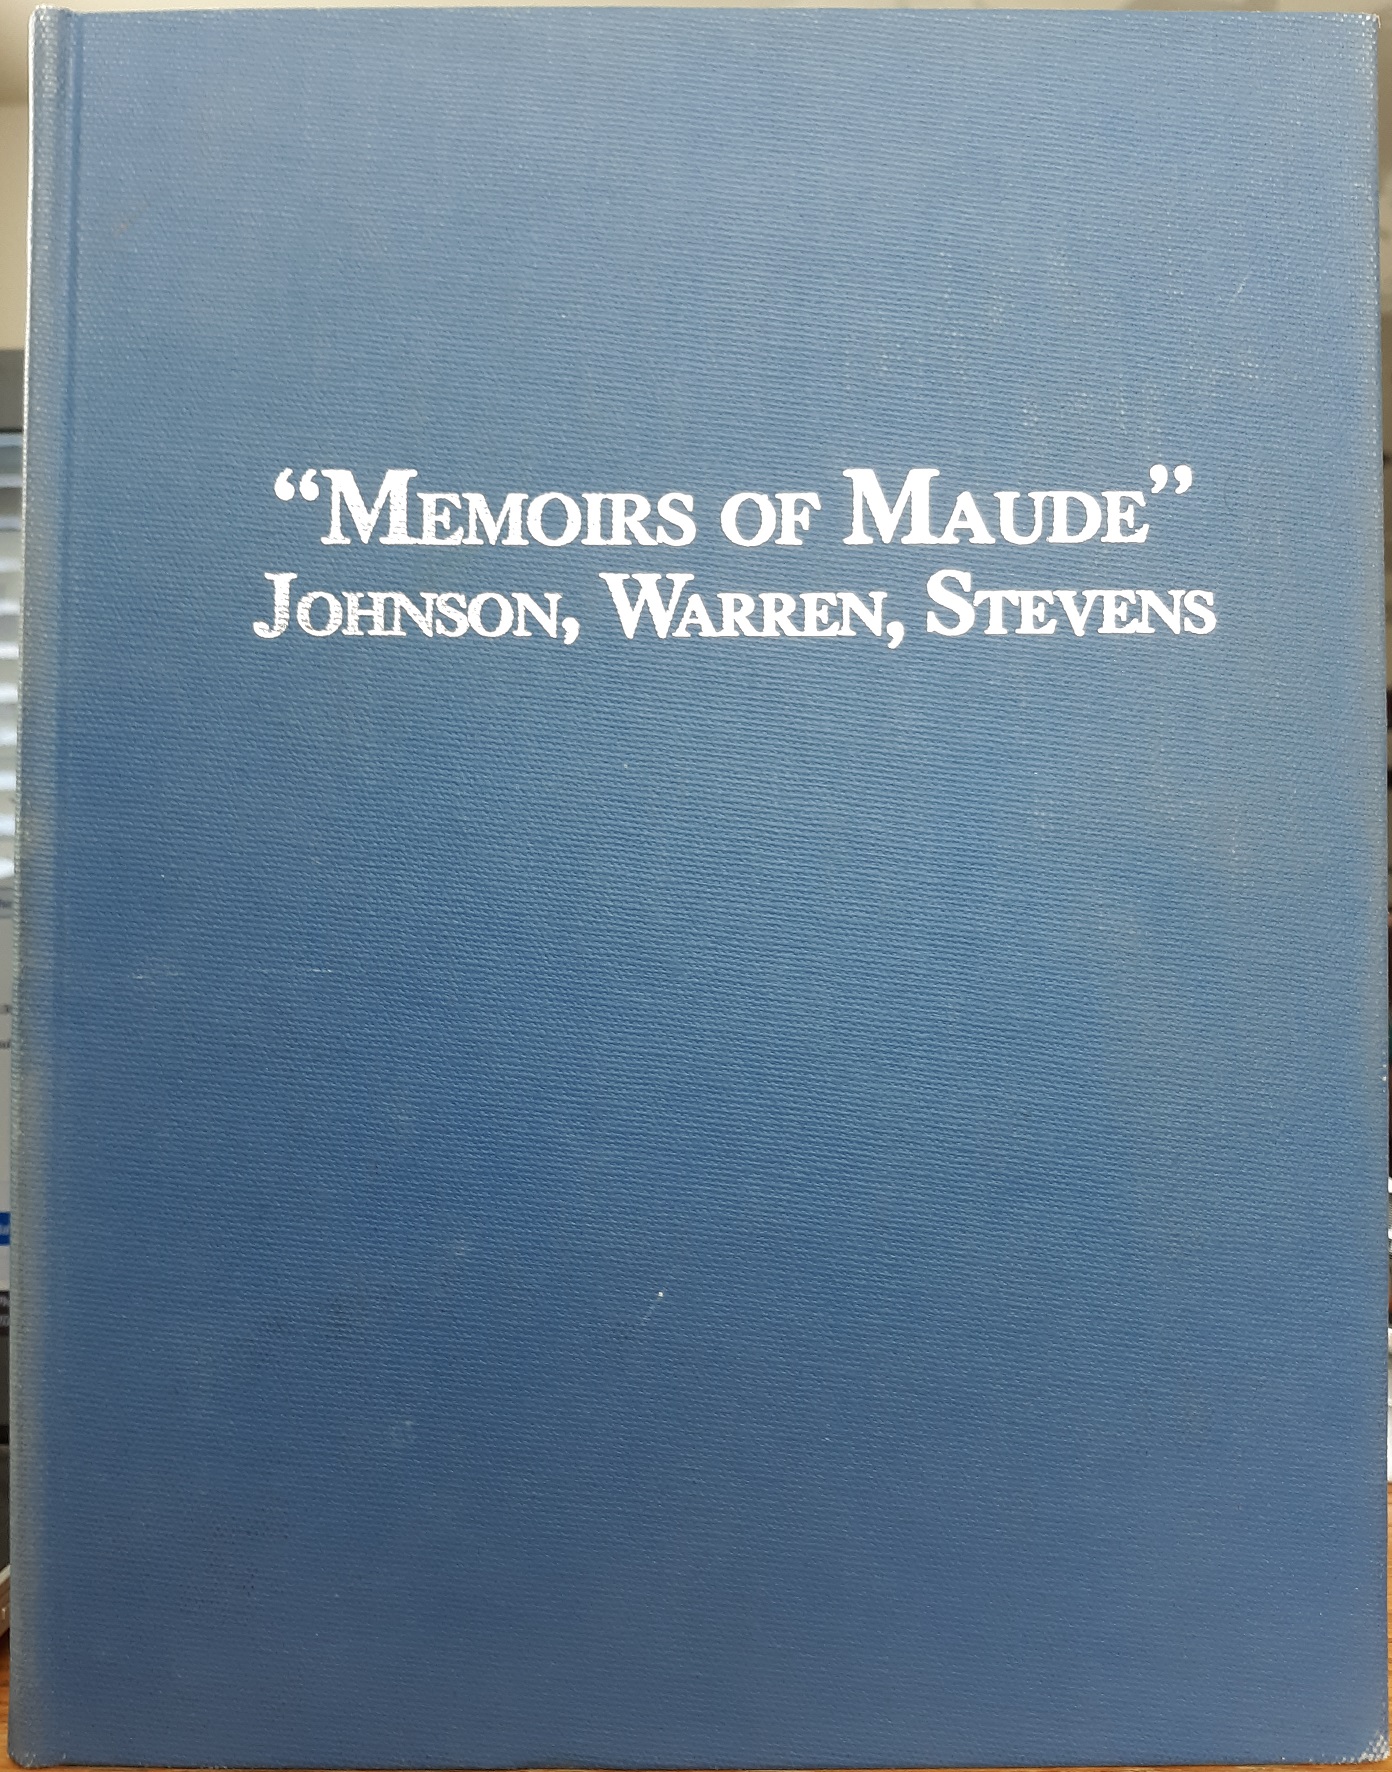 “Memoirs of Maude”
Johnson, Warren, Stevens